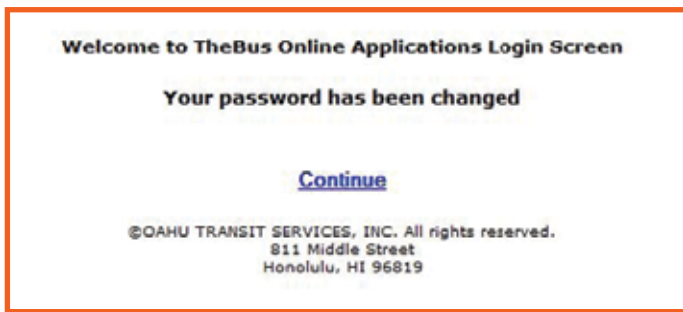 Welcome to TheBus Online Applications Login Screen
Your password has been changed
Continue
©OAHU TRANSIT SERVICES, INC. All rights reserved.
811 Middle Street
Honolulu, HI 96819